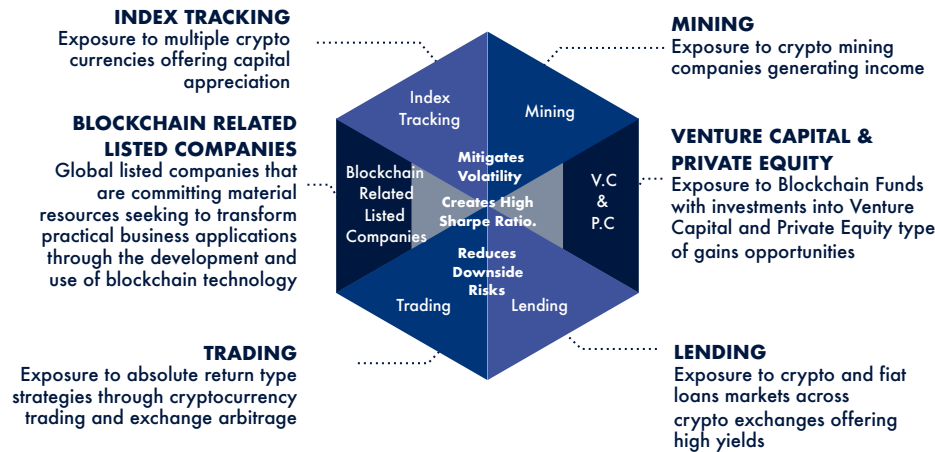 INDEX TRACKING
Exposure to multiple crypto
currencies offering capital
appreciation
BLOCKCHAIN RELATED
LISTED COMPANIES
Global listed companies that
are committing material
resources seeking to transform
practical business applications
through the development and
use of blockchain technology
TRADING
Exposure to absolute return type
strategies through cryptocurrency
trading and exchange arbitrage
Index
Tracking
Mining
Blockchain
Related
Listed
Companies
Mitigates
Volatility
Creates High
Sharpe Ratio.
Reduces
Downside
Risks
V.C
&
P.C
Trading
Lending
MINING
Exposure to crypto mining
companies generating income
VENTURE CAPITAL &
PRIVATE EQUITY
Exposure to Blockchain Funds
with investments into Venture
Capital and Private Equity type
of gains opportunities
LENDING
Exposure to crypto and fiat
loans markets across
crypto exchanges offering
high yields